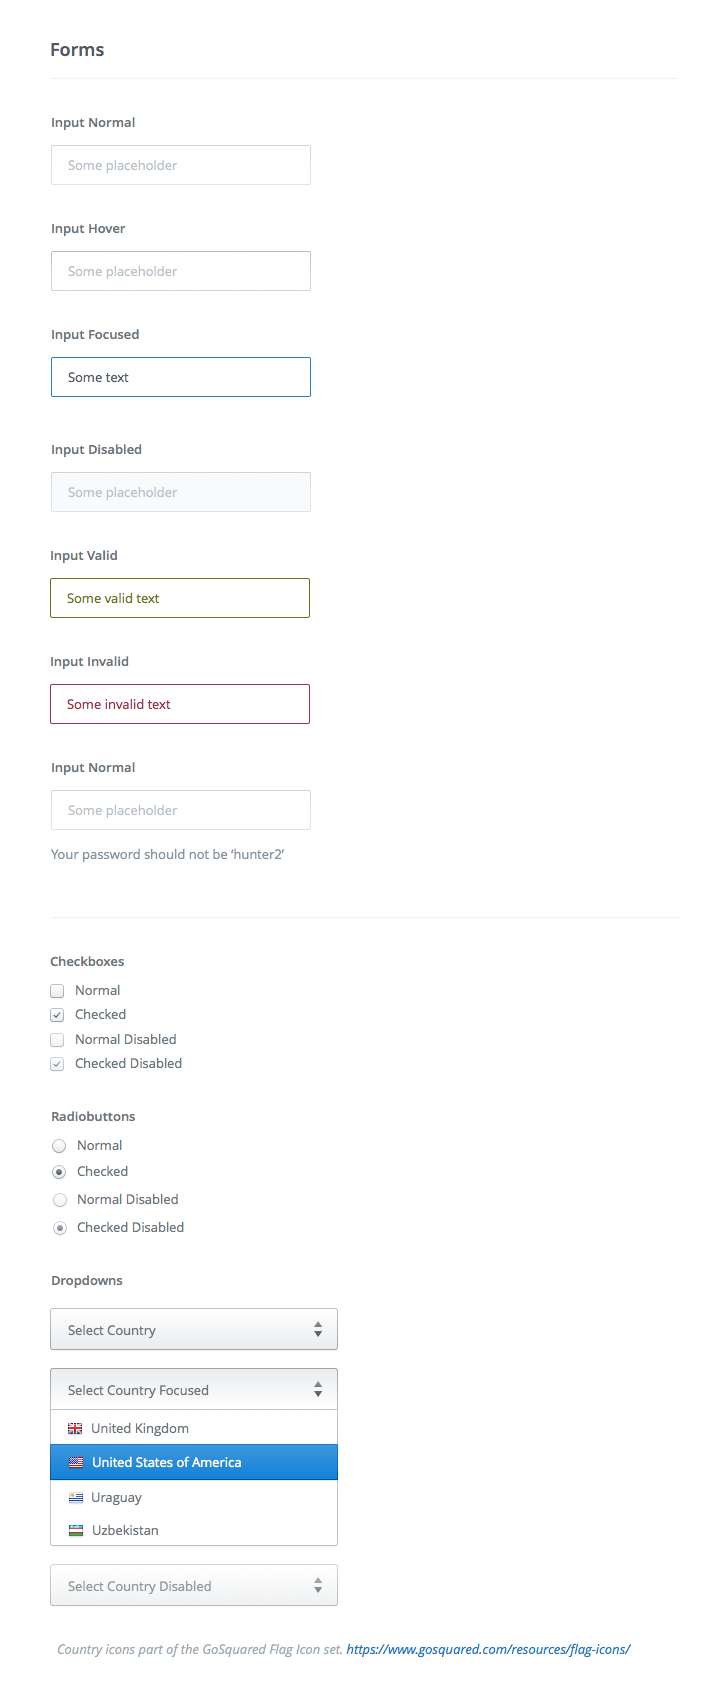 Forms
Input Normal
Some placeholder
Input Hover
Some placeholder
Input Focused
Some text
Input Disabled
Some placeholder
Input Valid
Some valid text
Input Invalid
Some invalid text
Input Normal
Some placeholder
Your password should not be ‘hunter2’
Checkboxes
Normal
Checked
Normal Disabled
Checked Disabled
Radiobuttons
Normal
Checked
Normal Disabled
Checked Disabled
Dropdowns
Select Country
Select Country Focused
United Kingdom
United States of America
Uraguay
Uzbekistan
Select Country Disabled
Country icons part of the GoSquared Flag Icon set. https://www.gosquared.com/resources/flag-icons/